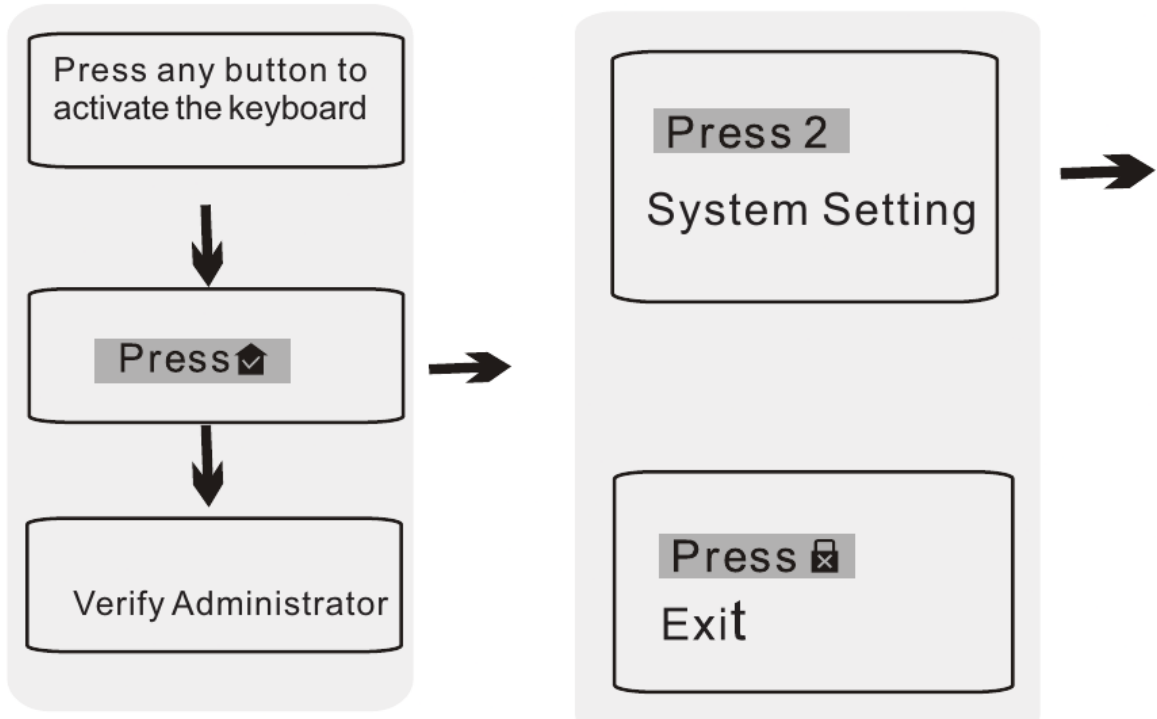 Press any button to
activate the keyboard
Press
Verify Administrator
Press 2
System Setting
Press
Exit